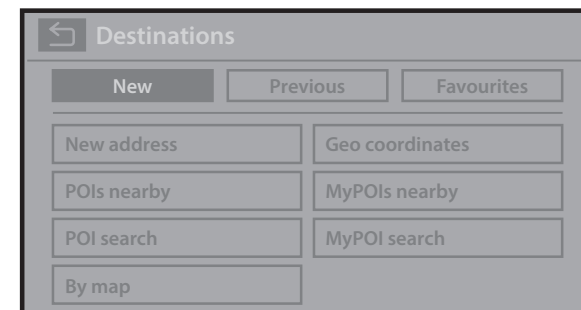 Destinations
New Previous Favourites
New address Geo coordinates
POIs nearby MyPOIs nearby
POI search MyPOI search
By map